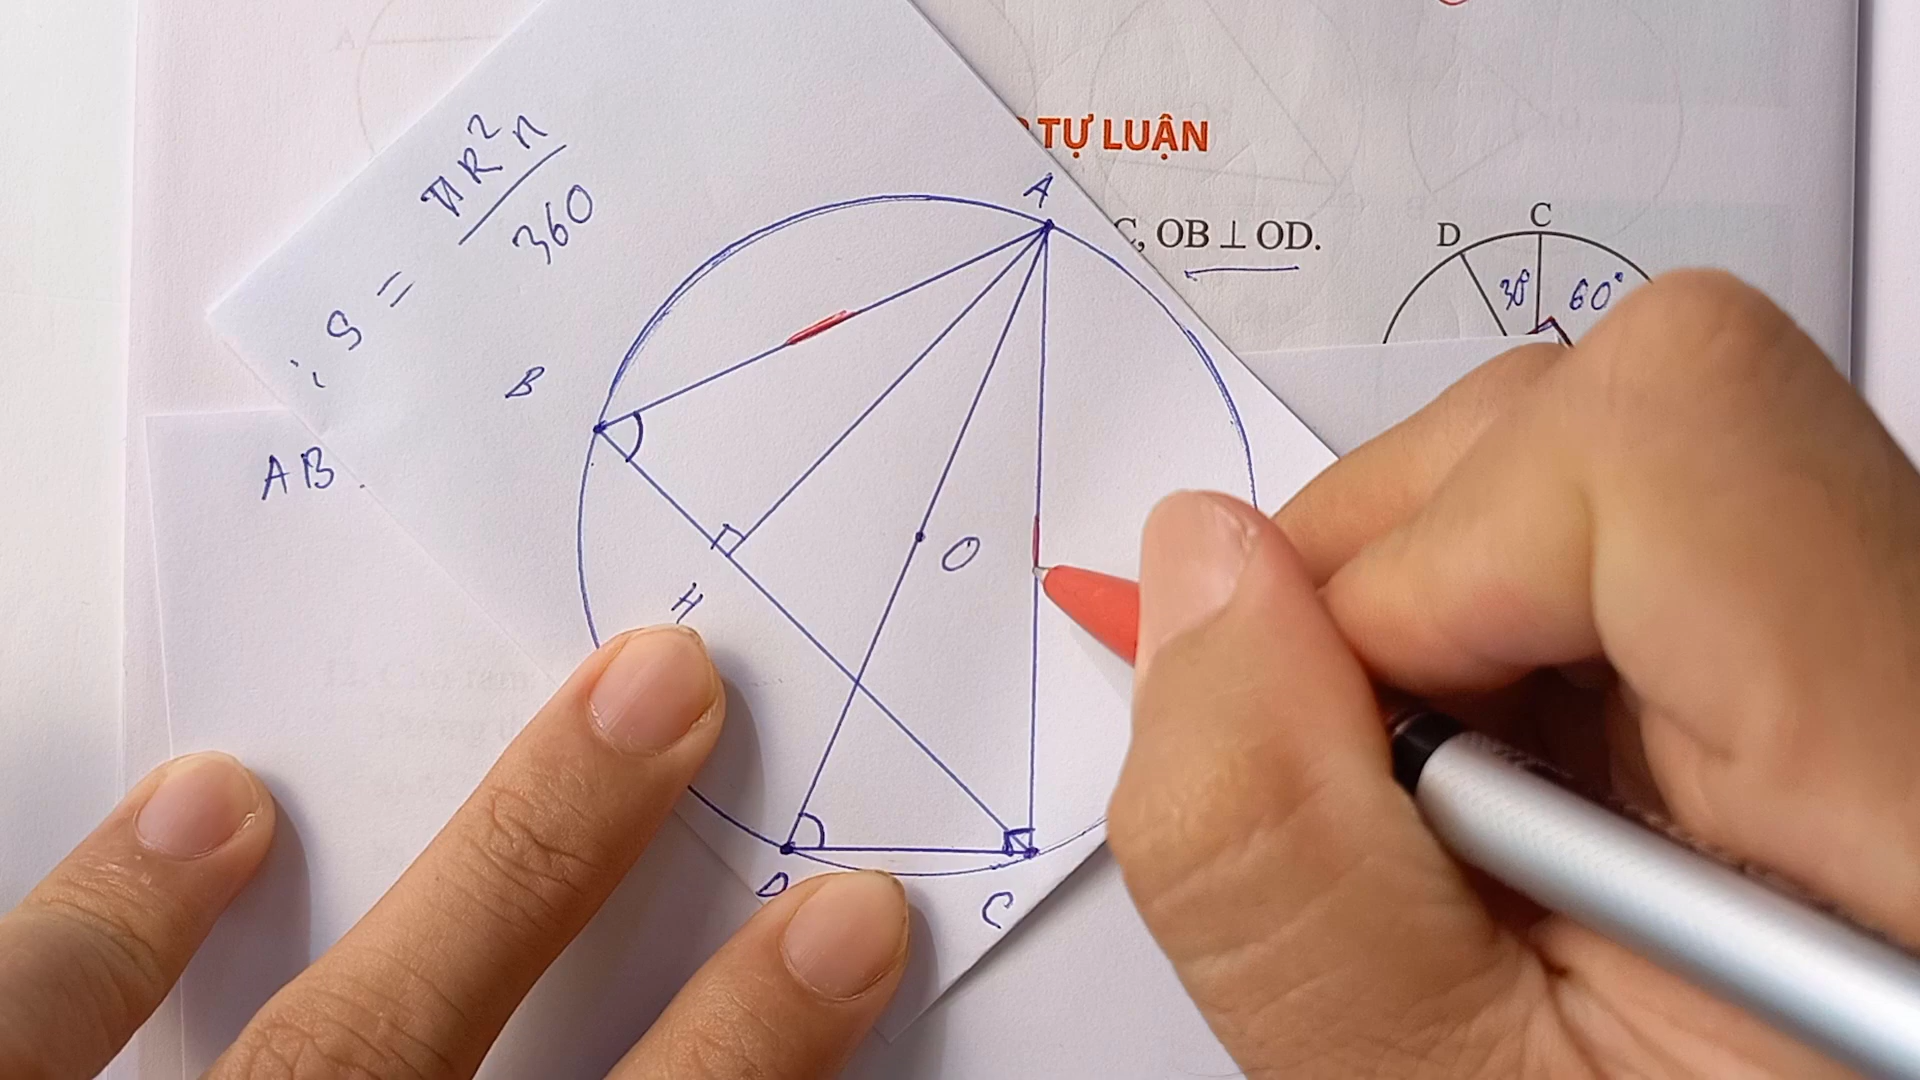 TỰ LUẬN
C, OB ⊥ OD.
D
C
30°
60°
: S = πR²n
360
A
B
AB
O
H
D
C